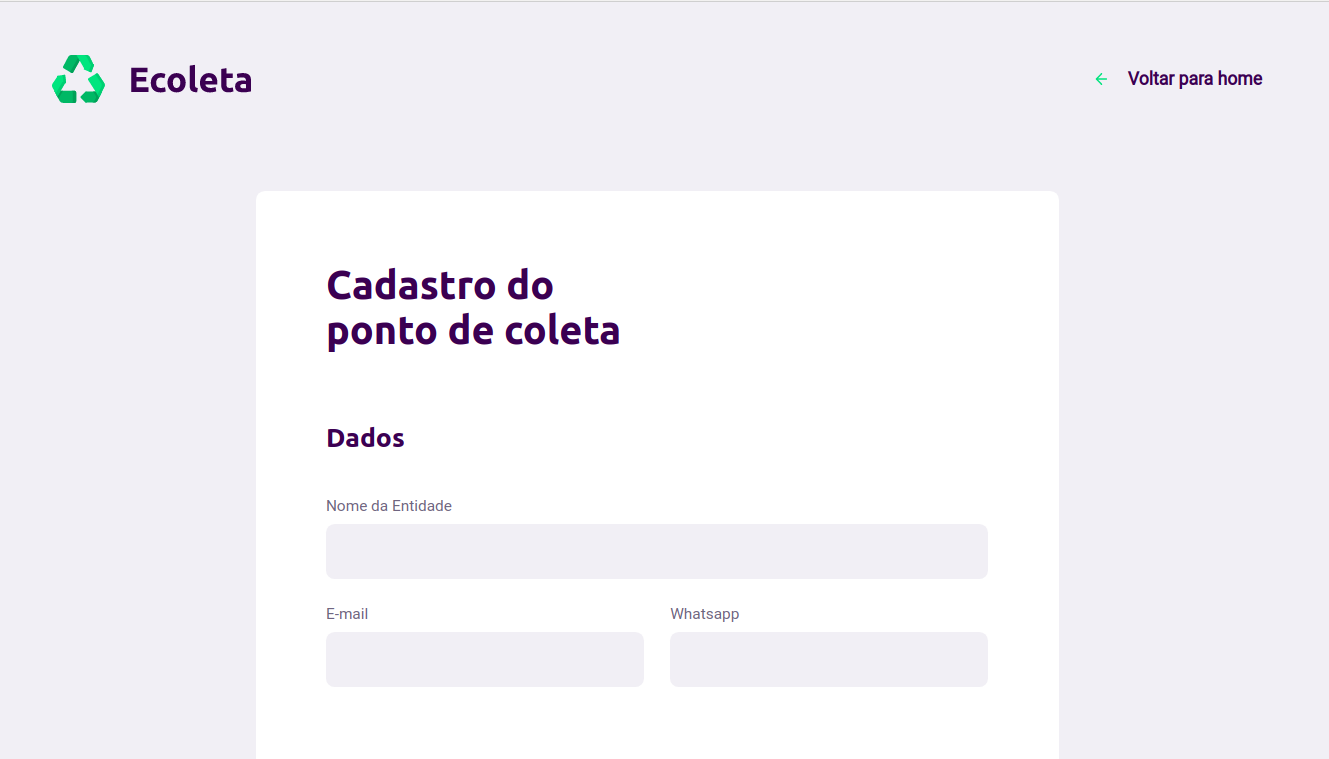 Ecoleta
Voltar para home
Cadastro do
ponto de coleta
Dados
Nome da Entidade
E-mail
Whatsapp